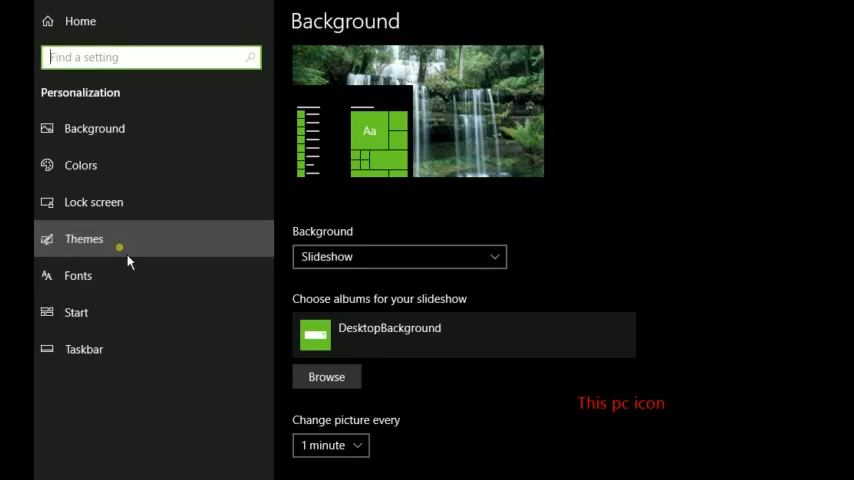 Home
Find a setting
Personalization
Background
Colors
Lock screen
Themes
Fonts
Start
Taskbar
Background
Aa
Background
Slideshow
Choose albums for your slideshow
DesktopBackground
Browse
This pc icon
Change picture every
1 minute